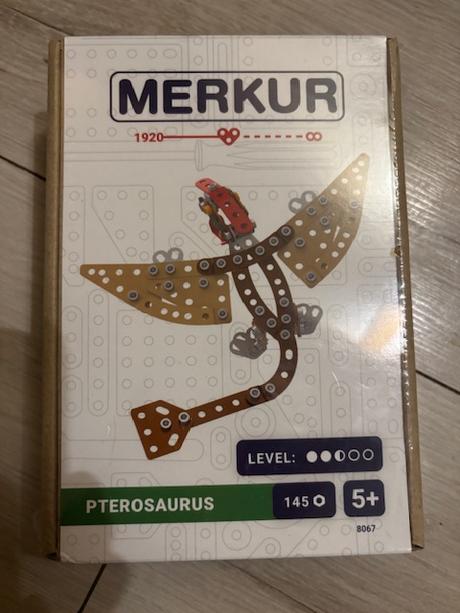 MERKUR
1920
LEVEL:
PTEROSAURUS
145
5+
8067